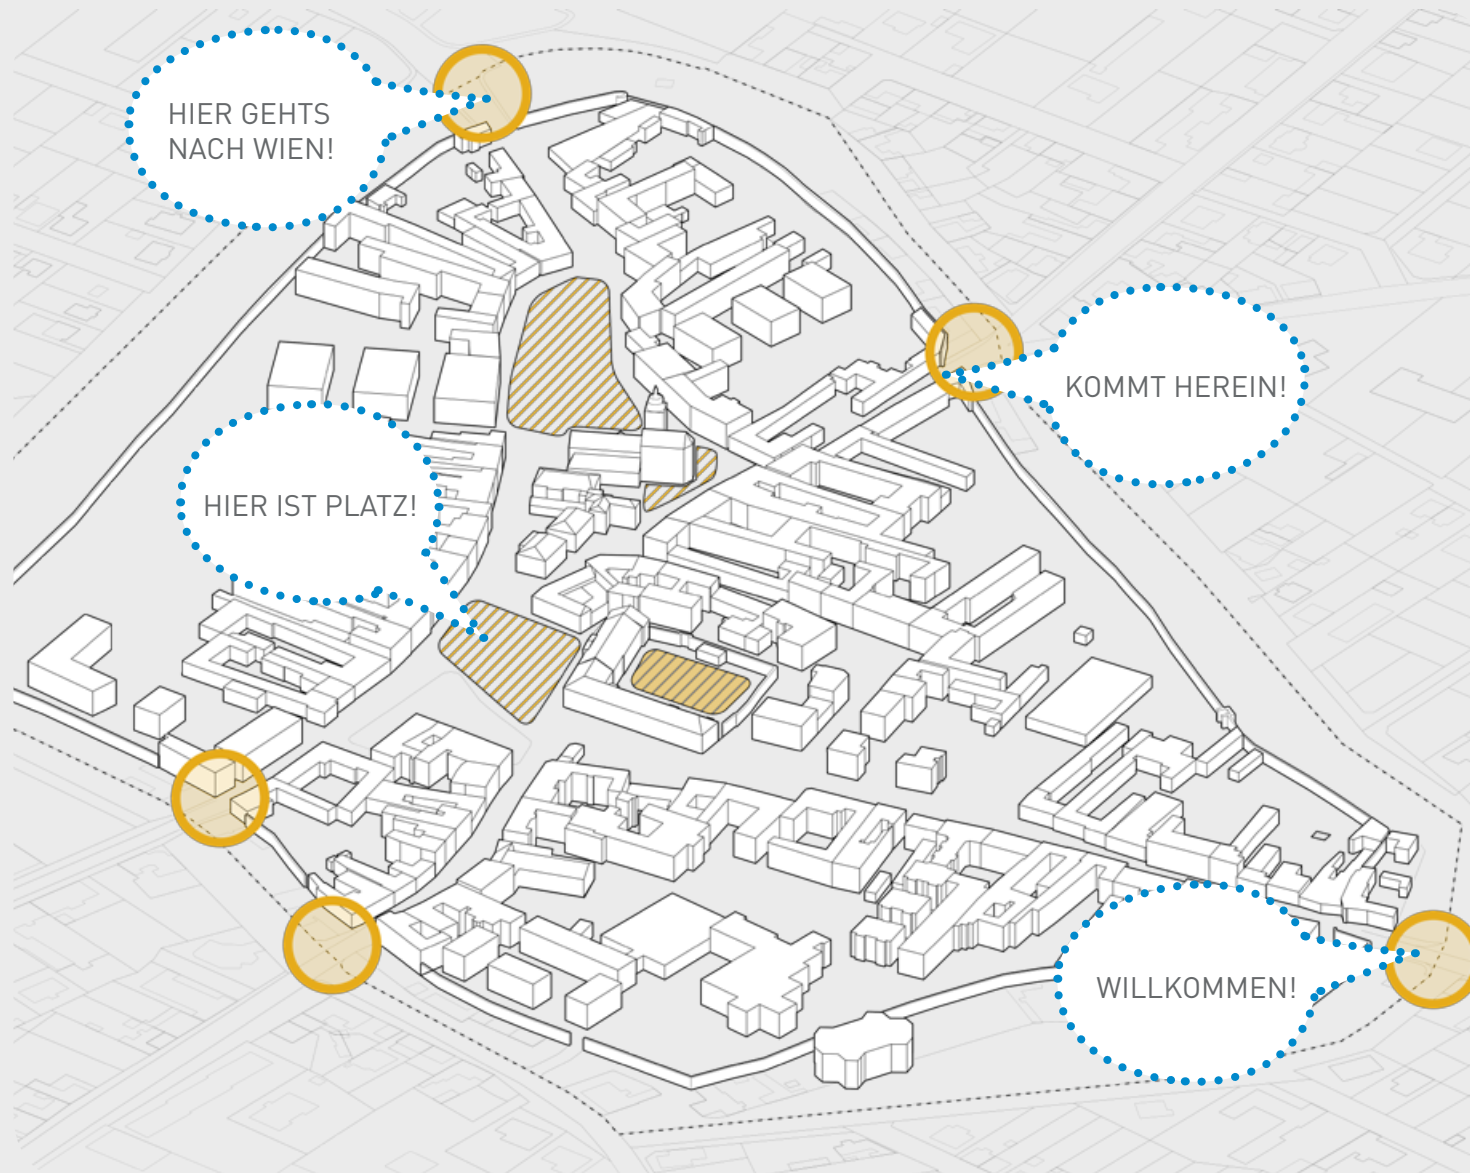 HIER GEHTS
NACH WIEN!
KOMMT HEREIN!
HIER IST PLATZ!
WILLKOMMEN!